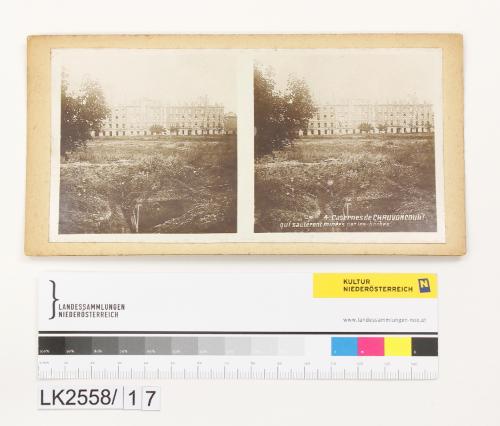 4. Casernes de CHAUVONCOURT
qui sautèrent minées par les boches
LANDESSAMMLUNGEN
NIEDERÖSTERREICH
KULTUR
NIEDERÖSTERREICH
N
www.landessammlungen-noe.at
LK2558/17